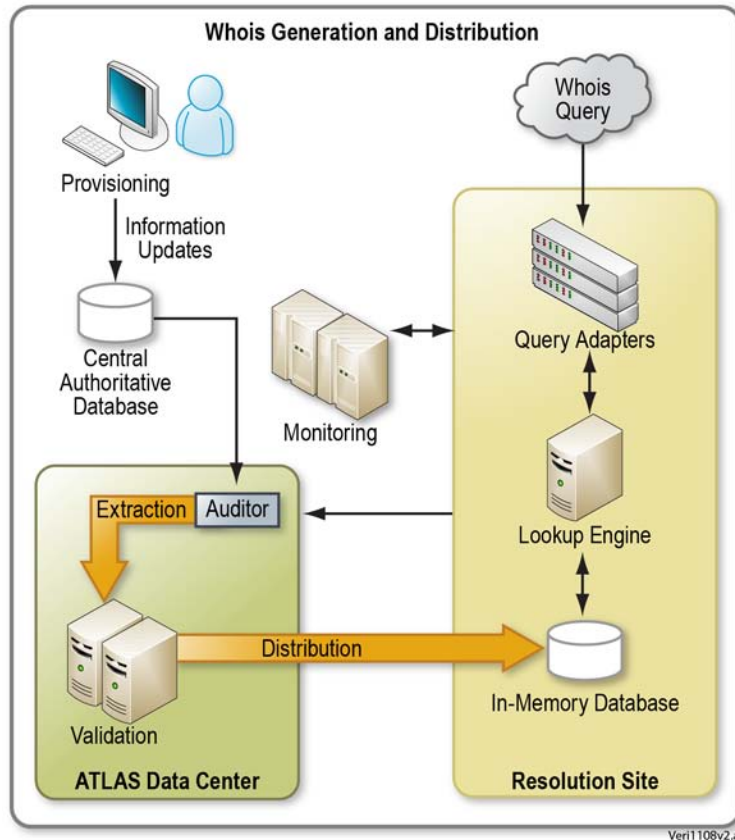 Whois Generation and Distribution
Whois
Query
Provisioning
Information
Updates
Central
Authoritative
Database
Monitoring
Query Adapters
Extraction
Auditor
Lookup Engine
Distribution
In-Memory Database
Validation
ATLAS Data Center
Resolution Site